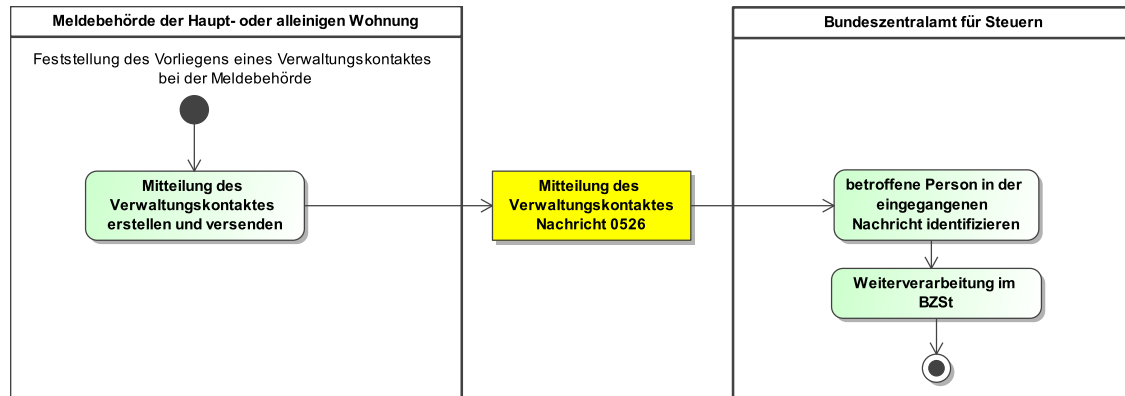 Meldebehörde der Haupt- oder alleinigen Wohnung
Bundeszentralamt für Steuern
Feststellung des Vorliegens eines Verwaltungskontaktes
bei der Meldebehörde
Mitteilung des
Verwaltungskontaktes
erstellen und versenden
Mitteilung des
Verwaltungskontaktes
Nachricht 0526
betroffene Person in der
eingegangenen
Nachricht identifizieren
Weiterverarbeitung im
BZSt